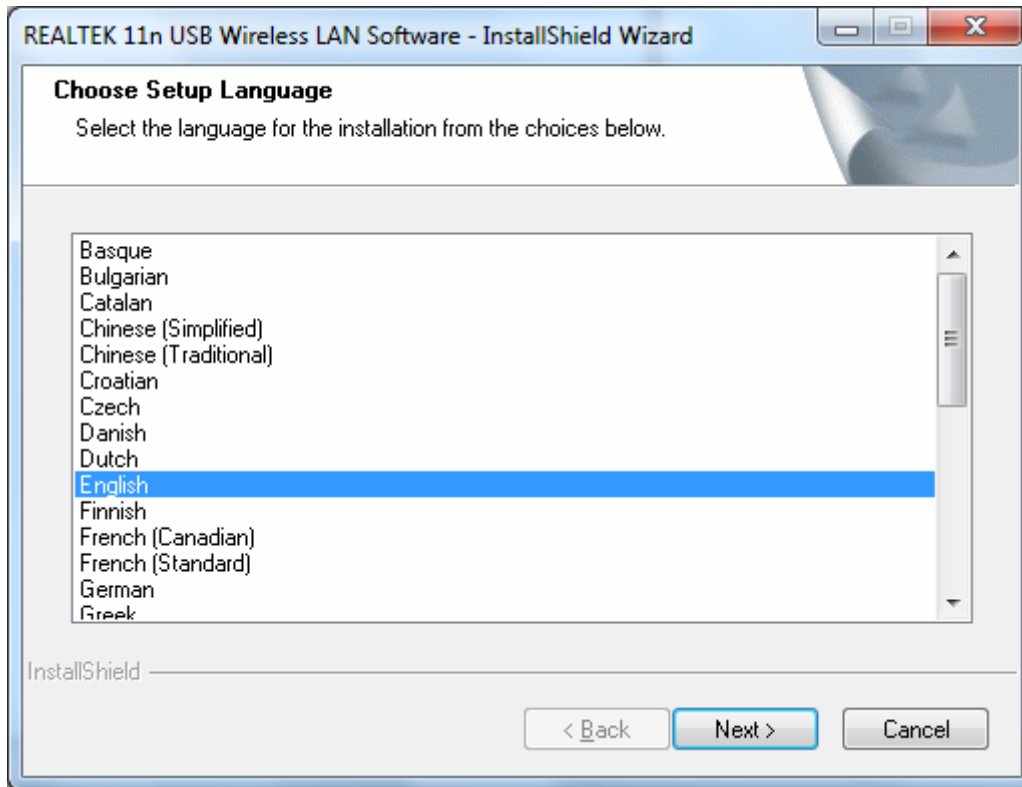 REALTEK 11n USB Wireless LAN Software - InstallShield Wizard
Choose Setup Language
Select the language for the installation from the choices below.
Basque
Bulgarian
Catalan
Chinese (Simplified)
Chinese (Traditional)
Croatian
Czech
Danish
Dutch
English
Finnish
French (Canadian)
French (Standard)
German
Greek
InstallShield
< Back
Next >
Cancel